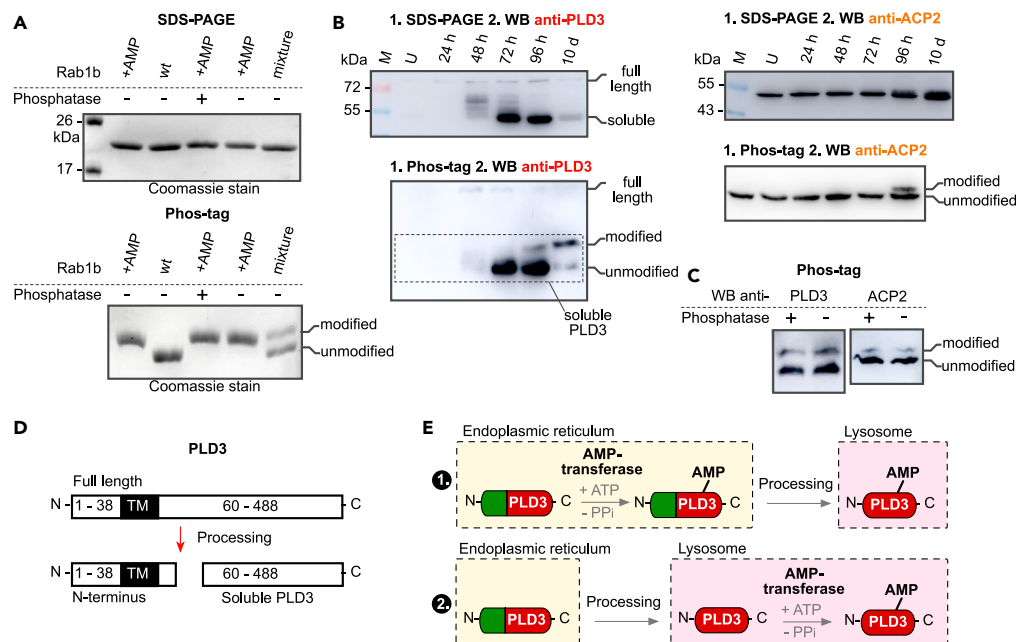 A
SDS-PAGE
Rab1b +AMP wt +AMP +AMP mixture
Phosphatase - - + - -
26
kDa
17
Coomassie stain
Phos-tag
Rab1b +AMP wt +AMP +AMP mixture
Phosphatase - - + - -
modified
unmodified
Coomassie stain
B
1. SDS-PAGE 2. WB anti-PLD3
kDa M U 24 h 48 h 72 h 96 h 10 d
72
55
full
length
soluble
1. Phos-tag 2. WB anti-PLD3
full
length
modified
unmodified
soluble
PLD3
1. SDS-PAGE 2. WB anti-ACP2
kDa M U 24 h 48 h 72 h 96 h 10 d
55
43
1. Phos-tag 2. WB anti-ACP2
modified
unmodified
C
Phos-tag
WB anti- PLD3 ACP2
Phosphatase + - + -
modified
unmodified
D
PLD3
Full length
N- 1 - 38 TM 60 - 488 -C
Processing
N- 1 - 38 TM 60 - 488 -C
N-terminus Soluble PLD3
E
Endoplasmic reticulum Lysosome
1. AMP-
transferase
AMP AMP
N- PLD3 -C + ATP N- PLD3 -C Processing N- PLD3 -C
- PPi
Endoplasmic reticulum Lysosome
2. AMP-
transferase
AMP
N- PLD3 -C Processing N- PLD3 -C + ATP N- PLD3 -C
- PPi